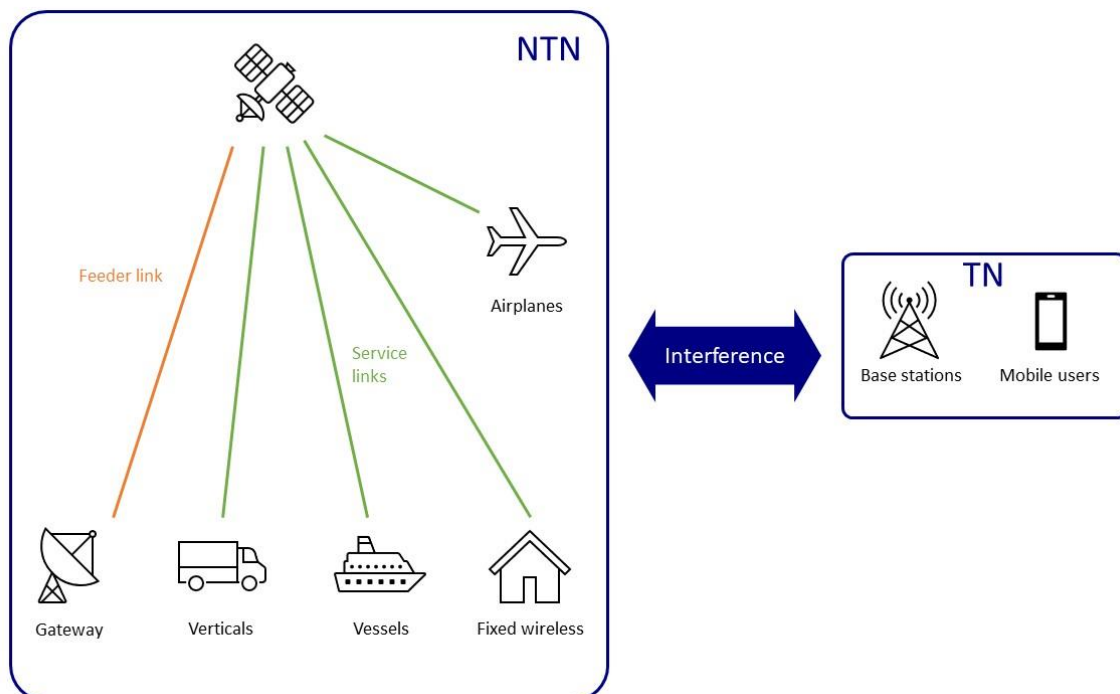 NTN
Feeder link
Service
links
Airplanes
Gateway
Verticals
Vessels
Fixed wireless
Interference
TN
Base stations
Mobile users